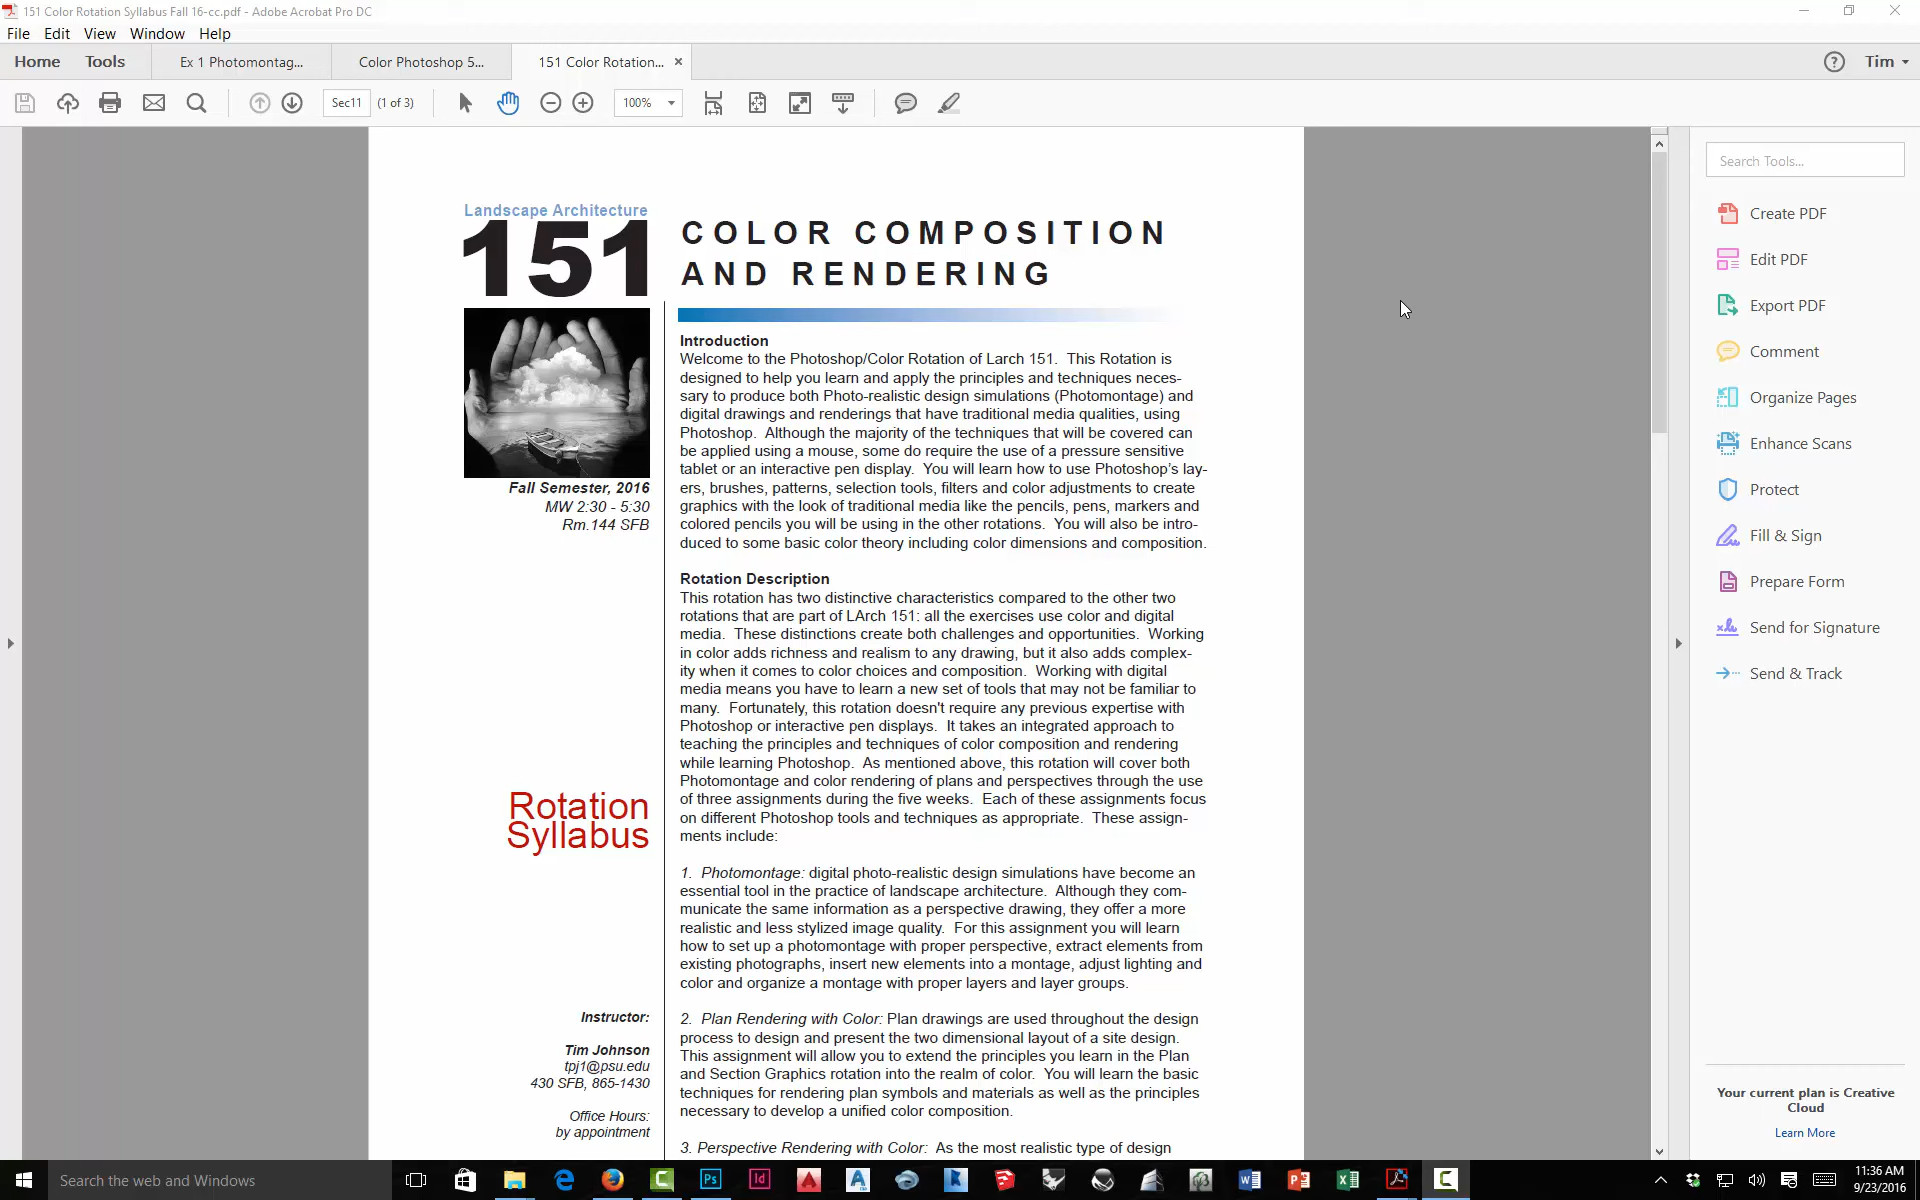 151 Color Rotation Syllabus Fall 16-cc.pdf - Adobe Acrobat Pro DC
File Edit View Window Help
Home Tools Ex 1 Photomontag... Color Photoshop 5... 151 Color Rotation... × Tim
Sec11 (1 of 3) 100%
Landscape Architecture
151
COLOR COMPOSITION
AND RENDERING
Fall Semester, 2016
MW 2:30 - 5:30
Rm.144 SFB
Rotation
Syllabus
Instructor:
Tim Johnson
tpj1@psu.edu
430 SFB, 865-1430
Office Hours:
by appointment
Introduction
Welcome to the Photoshop/Color Rotation of Larch 151. This Rotation is
designed to help you learn and apply the principles and techniques neces-
sary to produce both Photo-realistic design simulations (Photomontage) and
digital drawings and renderings that have traditional media qualities, using
Photoshop. Although the majority of the techniques that will be covered can
be applied using a mouse, some do require the use of a pressure sensitive
tablet or an interactive pen display. You will learn how to use Photoshop's lay-
ers, brushes, patterns, selection tools, filters and color adjustments to create
graphics with the look of traditional media like the pencils, pens, markers and
colored pencils you will be using in the other rotations. You will also be intro-
duced to some basic color theory including color dimensions and composition.
Rotation Description
This rotation has two distinctive characteristics compared to the other two
rotations that are part of LArch 151: all the exercises use color and digital
media. These distinctions create both challenges and opportunities. Working
in color adds richness and realism to any drawing, but it also adds complex-
ity when it comes to color choices and composition. Working with digital
media means you have to learn a new set of tools that may not be familiar to
many. Fortunately, this rotation doesn't require any previous expertise with
Photoshop or interactive pen displays. It takes an integrated approach to
teaching the principles and techniques of color composition and rendering
while learning Photoshop. As mentioned above, this rotation will cover both
Photomontage and color rendering of plans and perspectives through the use
of three assignments during the five weeks. Each of these assignments focus
on different Photoshop tools and techniques as appropriate. These assign-
ments include:
1. Photomontage: digital photo-realistic design simulations have become an
essential tool in the practice of landscape architecture. Although they com-
municate the same information as a perspective drawing, they offer a more
realistic and less stylized image quality. For this assignment you will learn
how to set up a photomontage with proper perspective, extract elements from
existing photographs, insert new elements into a montage, adjust lighting and
color and organize a montage with proper layers and layer groups.
2. Plan Rendering with Color: Plan drawings are used throughout the design
process to design and present the two dimensional layout of a site design.
This assignment will allow you to extend the principles you learn in the Plan
and Section Graphics rotation into the realm of color. You will learn the basic
techniques for rendering plan symbols and materials as well as the principles
necessary to develop a unified color composition.
3. Perspective Rendering with Color: As the most realistic type of design
Search Tools...
Create PDF
Edit PDF
Export PDF
Comment
Organize Pages
Enhance Scans
Protect
Fill & Sign
Prepare Form
Send for Signature
Send & Track
Your current plan is Creative
Cloud
Learn More
Search the web and Windows
11:36 AM
9/23/2016